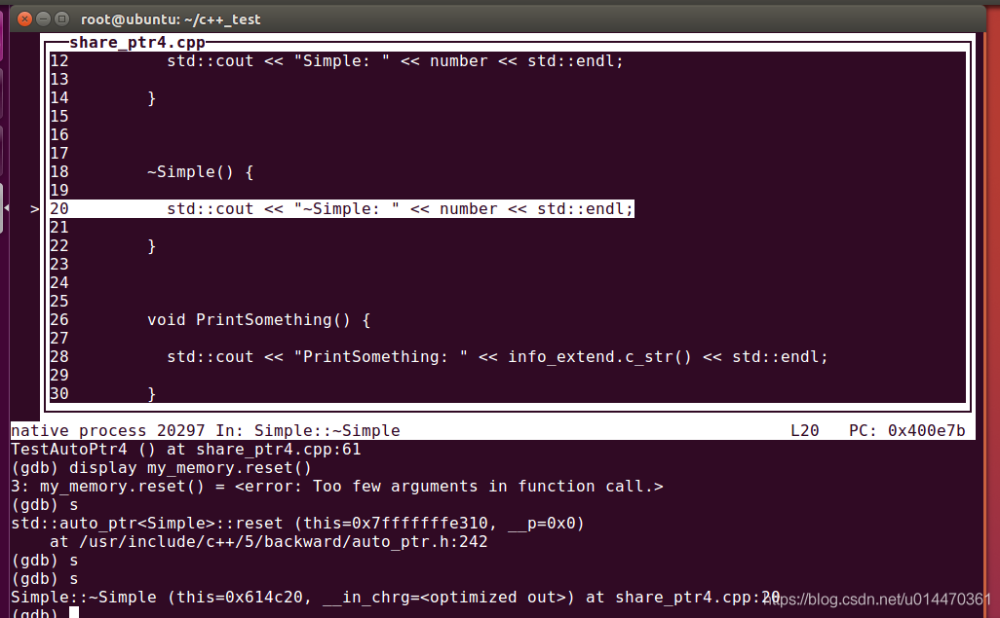 root@ubuntu: ~/c++_test
share_ptr4.cpp
12 std::cout << "Simple: " << number << std::endl;
13
14 }
15
16
17
18 ~Simple() {
19
> 20 std::cout << "~Simple: " << number << std::endl;
21
22 }
23
24
25
26 void PrintSomething() {
27
28 std::cout << "PrintSomething: " << info_extend.c_str() << std::endl;
29
30 }
native process 20297 In: Simple::~Simple L20 PC: 0x400e7b
TestAutoPtr4 () at share_ptr4.cpp:61
(gdb) display my_memory.reset()
3: my_memory.reset() = <error: Too few arguments in function call.>
(gdb) s
std::auto_ptr<Simple>::reset (this=0x7fffffffe310, __p=0x0)
at /usr/include/c++/5/backward/auto_ptr.h:242
(gdb) s
(gdb) s
Simple::~Simple (this=0x614c20, __in_chrg=<optimized out>) at share_ptr4.cpp:20
(gdb)
https://blog.csdn.net/u014470361